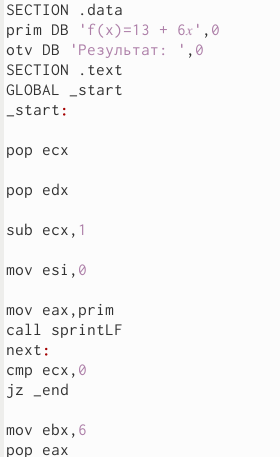 SECTION .data
prim DB 'f(x)=13 + 6𝑥',0
otv DB 'Результат: ',0
SECTION .text
GLOBAL _start
_start:
pop ecx
pop edx
sub ecx,1
mov esi,0
mov eax,prim
call sprintLF
next:
cmp ecx,0
jz _end
mov ebx,6
pop eax